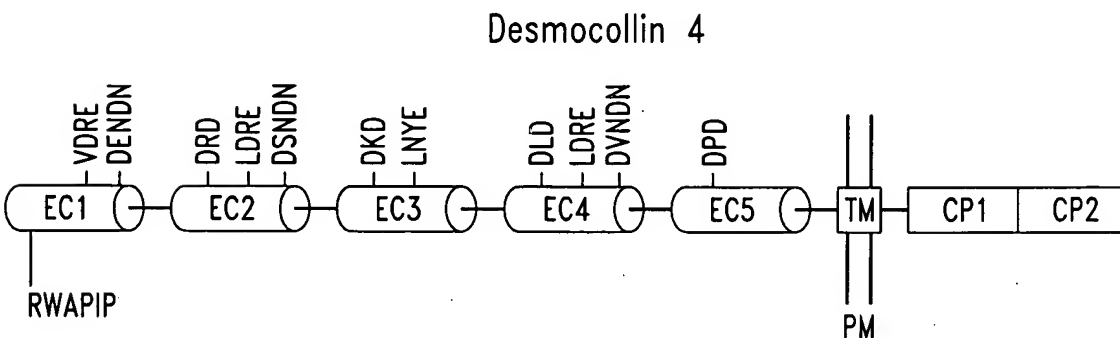 Desmocollin 4
VDRE
DENDN
DRD
LDRE
DSNDN
DKD
LNYE
DLD
LDRE
DVNDN
DPD
EC1
EC2
EC3
EC4
EC5
TM
CP1
CP2
RWAPIP
PM